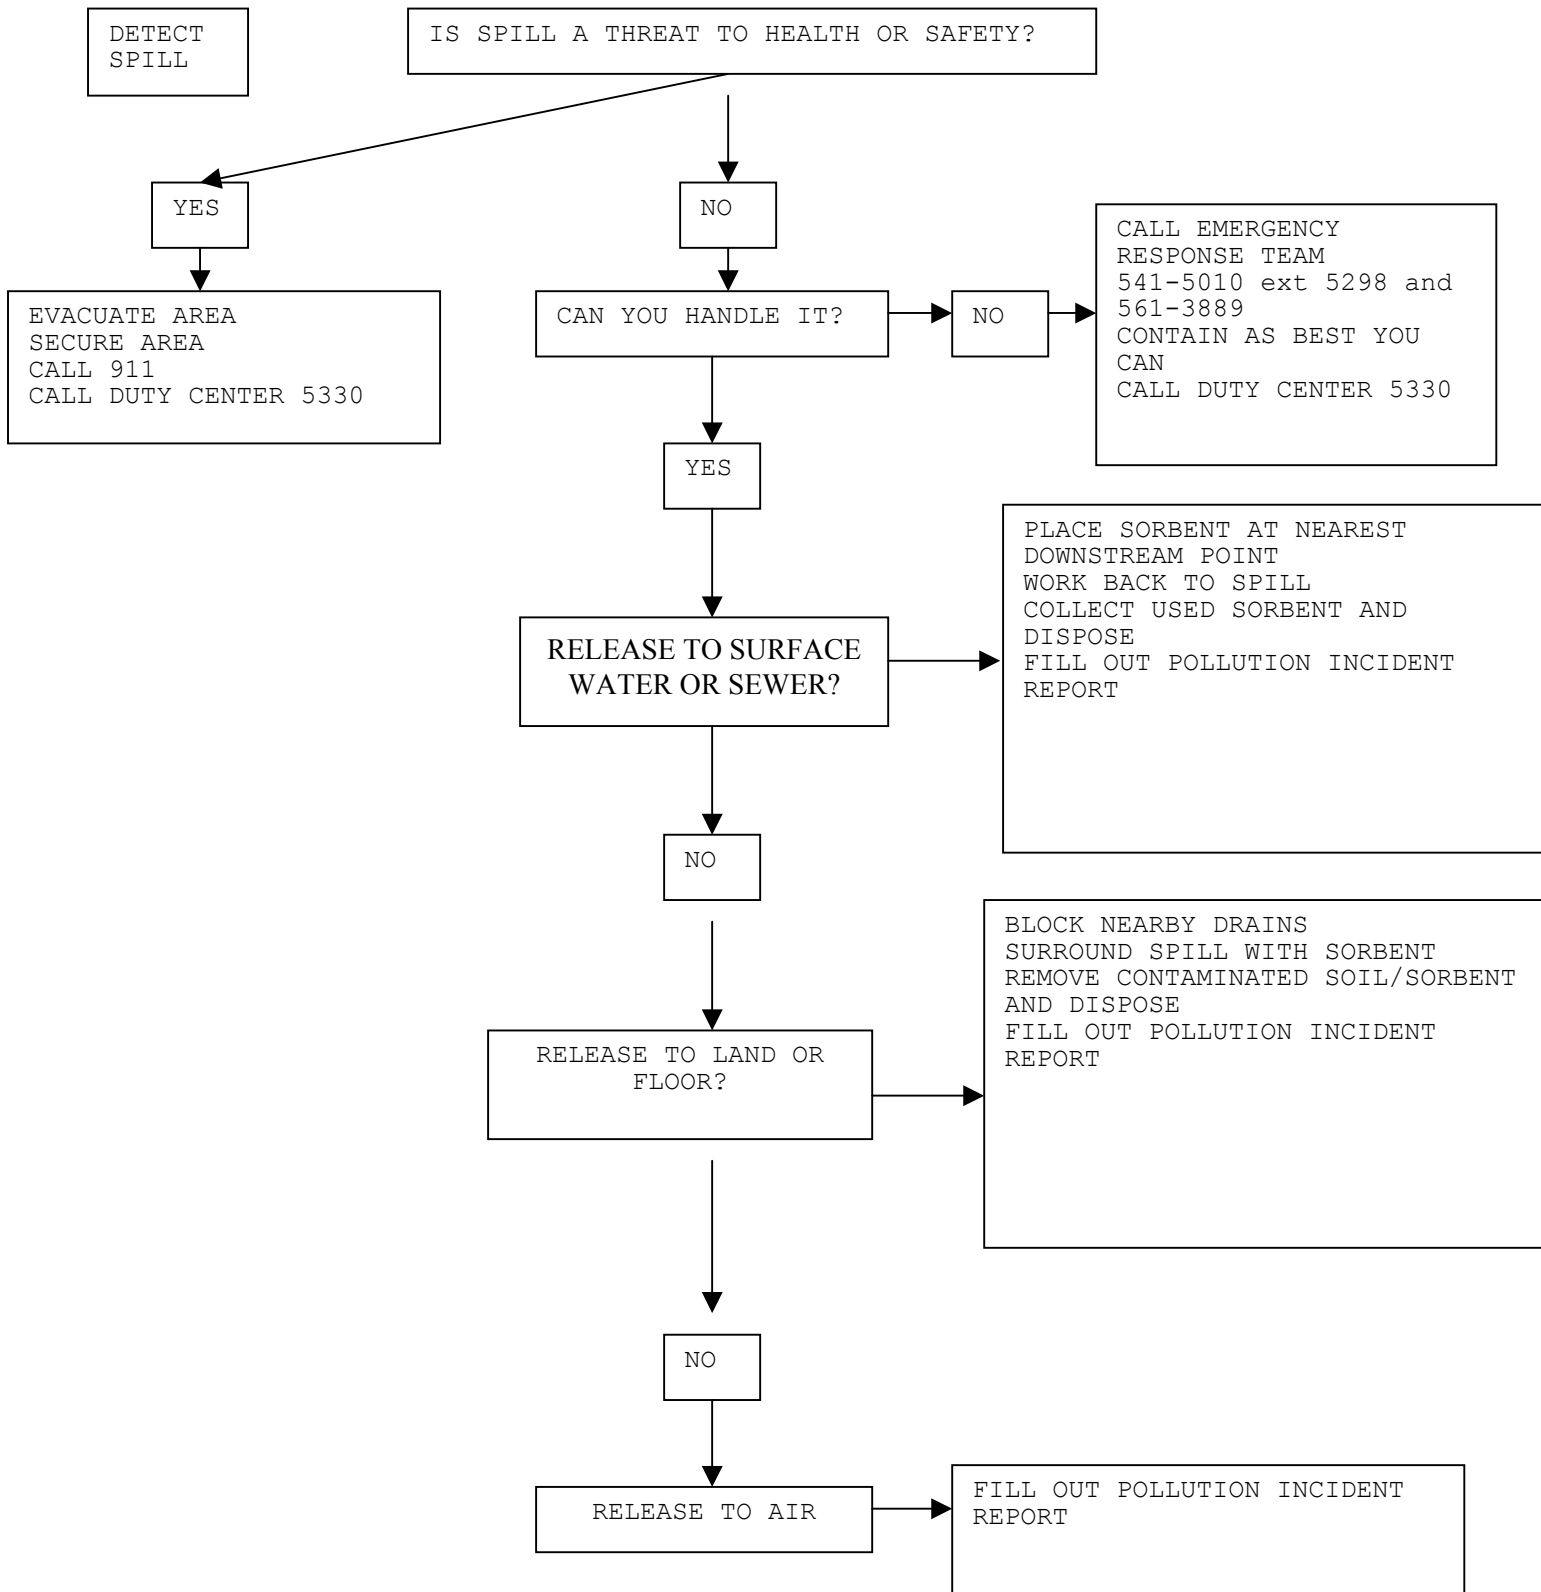 DETECT
SPILL
IS SPILL A THREAT TO HEALTH OR SAFETY?
YES
NO
EVACUATE AREA
SECURE AREA
CALL 911
CALL DUTY CENTER 5330
CAN YOU HANDLE IT?
NO
CALL EMERGENCY
RESPONSE TEAM
541-5010 ext 5298 and
561-3889
CONTAIN AS BEST YOU
CAN
CALL DUTY CENTER 5330
YES
RELEASE TO SURFACE
WATER OR SEWER?
PLACE SORBENT AT NEAREST
DOWNSTREAM POINT
WORK BACK TO SPILL
COLLECT USED SORBENT AND
DISPOSE
FILL OUT POLLUTION INCIDENT
REPORT
NO
RELEASE TO LAND OR
FLOOR?
BLOCK NEARBY DRAINS
SURROUND SPILL WITH SORBENT
REMOVE CONTAMINATED SOIL/SORBENT
AND DISPOSE
FILL OUT POLLUTION INCIDENT
REPORT
NO
RELEASE TO AIR
FILL OUT POLLUTION INCIDENT
REPORT